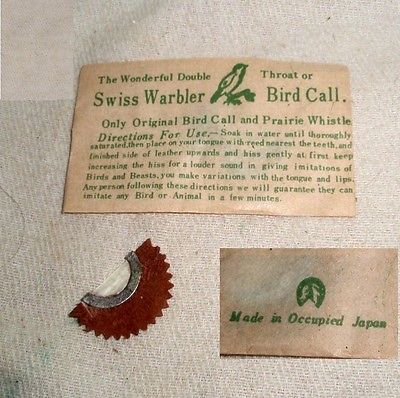 The Wonderful Double Throat or
Swiss Warbler Bird Call.
Only Original Bird Call and Prairie Whistle
Directions For Use,— Soak in water until thoroughly
saturated, then place on your tongue with reed nearest the teeth, and
finished side of leather upwards and hiss gently at first keep
increasing the hiss for a louder sound in giving imitations of
Birds and Beasts, you make variations with the tongue and lips.
Any person following these directions we will guarantee they can
imitate any Bird or Animal in a few minutes.
Made in Occupied Japan